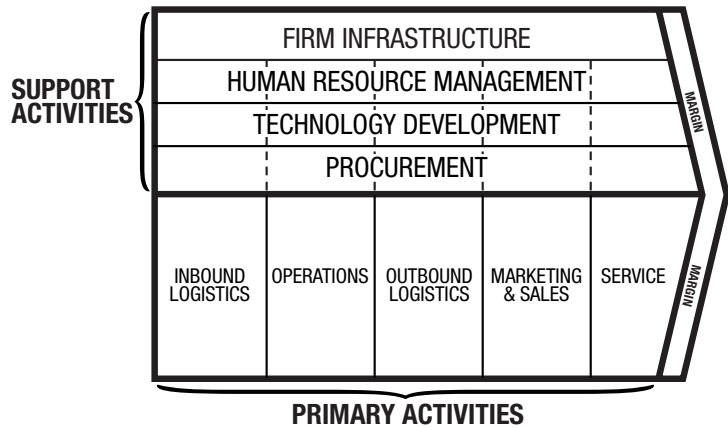 FIRM INFRASTRUCTURE
HUMAN RESOURCE MANAGEMENT
TECHNOLOGY DEVELOPMENT
PROCUREMENT
SUPPORT
ACTIVITIES
MARGIN
INBOUND
LOGISTICS
OPERATIONS
OUTBOUND
LOGISTICS
MARKETING
& SALES
SERVICE
MARGIN
PRIMARY ACTIVITIES